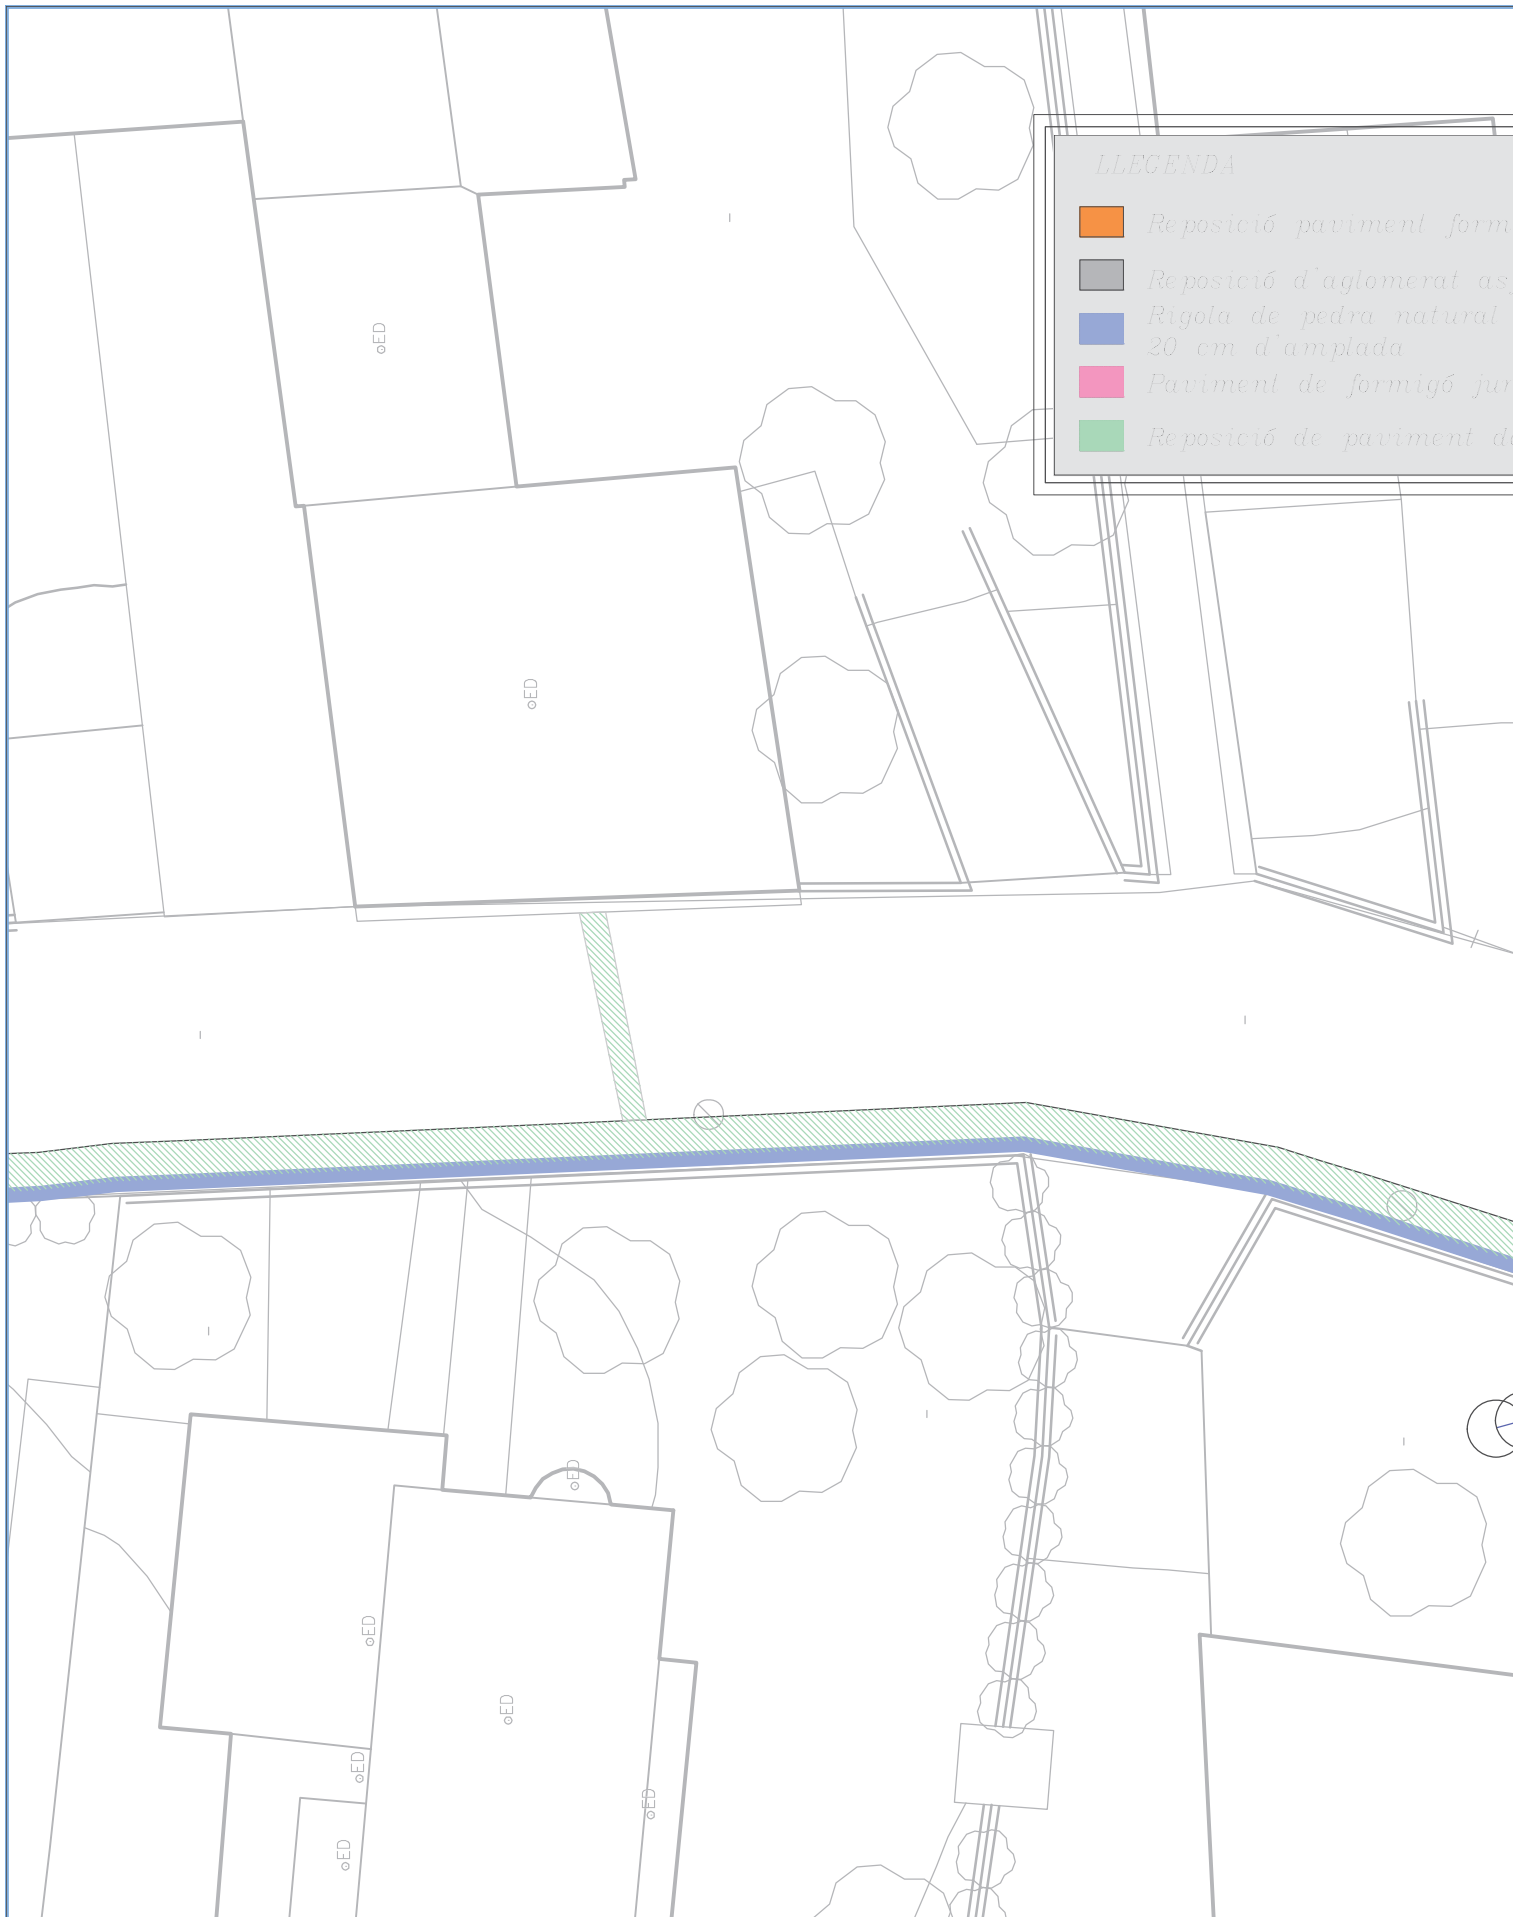 LLEGENDA
Reposició paviment form
Reposició d'aglomerat as
Rigola de pedra natural
20 cm d'amplada
Paviment de formigó jun
Reposició de paviment de
ED
ED
ED
ED
ED
ED
ED
ED